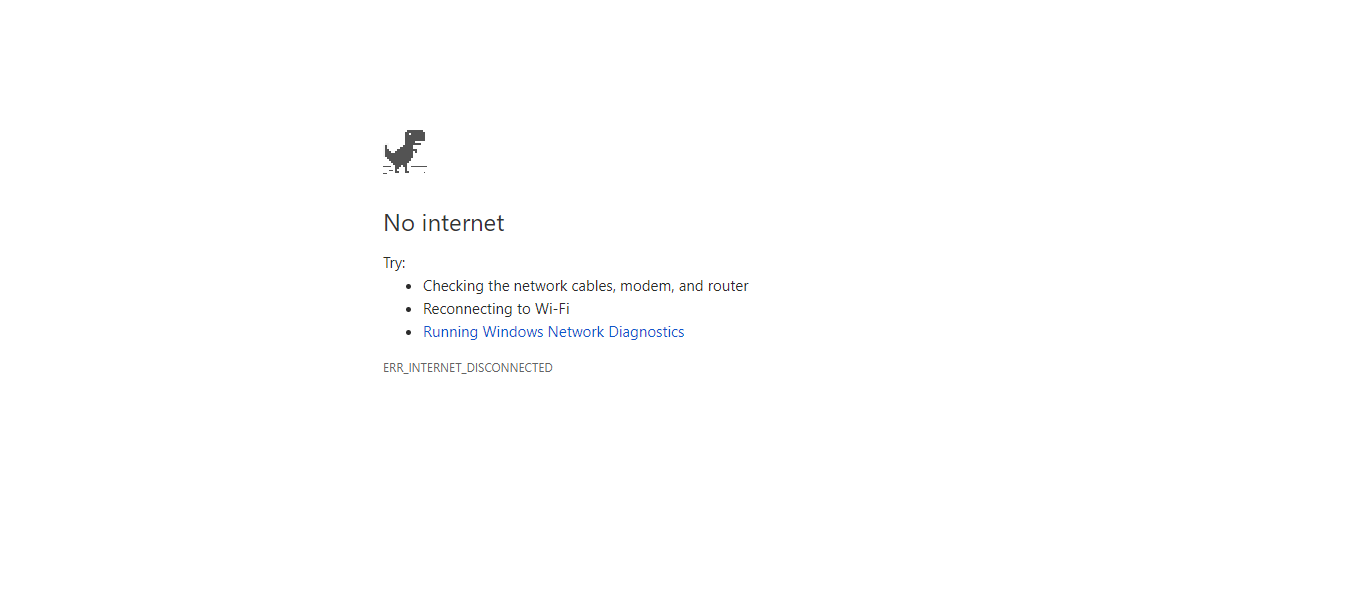 No internet
Try:
Checking the network cables, modem, and router
Reconnecting to Wi-Fi
Running Windows Network Diagnostics
ERR_INTERNET_DISCONNECTED